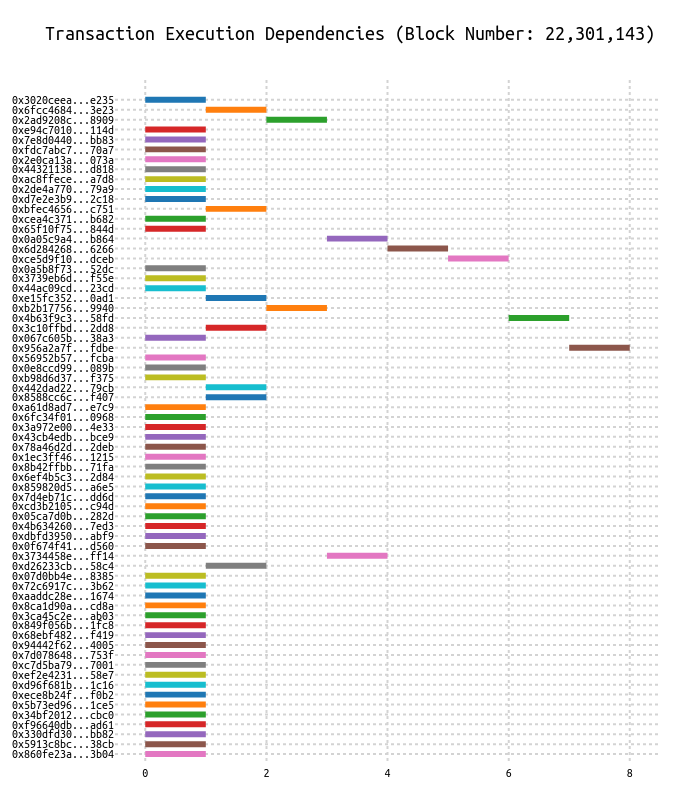 Transaction Execution Dependencies (Block Number: 22,301,143)
0x3020ceea...e235
0x6fcc4684...3e23
0x2ad9208c...8909
0xe94c7010...114d
0x7e8d0440...bb83
0xfdc7abc7...70a7
0x2e0ca13a...073a
0x44321138...d818
0xac8ffece...a7d8
0x2de4a770...79a9
0xd7e2e3b9...2c18
0xbfec4656...c751
0xcea4c371...b682
0x65f10f75...844d
0x0a05c9a4...b864
0x6d284268...6266
0xce5d9f10...dceb
0x0a5b8f73...52dc
0x3739eb6d...f55e
0x44ac09cd...23cd
0xe15fc352...0ad1
0xb2b17756...9940
0x4b63f9c3...58fd
0x3c10ffbd...2dd8
0x067c605b...38a3
0x956a2a7f...fdbe
0x56952b57...fcba
0x0e8ccd99...089b
0xb98d6d37...f375
0x442dad22...79cb
0x8588cc6c...f407
0xa61d8ad7...e7c9
0x6fc34f01...0968
0x3a972e00...4e33
0x43cb4edb...bce9
0x78a46d2d...2deb
0x1ec3ff46...1215
0x8b42ffbb...71fa
0x6ef4b5c3...2d84
0x859820d5...a6e5
0x7d4eb71c...dd6d
0xcd3b2105...c94d
0x05ca7d0b...282d
0x4b634260...7ed3
0xdbfd3950...abf9
0x0f674f41...d560
0x3734458e...ff14
0xd26233cb...58c4
0x07d0bb4e...8385
0x72c6917c...3b62
0xaaddc28e...1674
0x8ca1d90a...cd8a
0x3ca45c2e...ab03
0x849f056b...1fc8
0x68ebf482...f419
0x94442f62...4005
0x7d078648...753f
0xc7d5ba79...7001
0xef2e4231...58e7
0xd96f681b...1c16
0xece8b24f...f0b2
0x5b73ed96...1ce5
0x34bf2012...cbc0
0xf96640db...ad61
0x330dfd30...bb82
0x5913c8bc...38cb
0x860fe23a...3b04
0 2 4 6 8